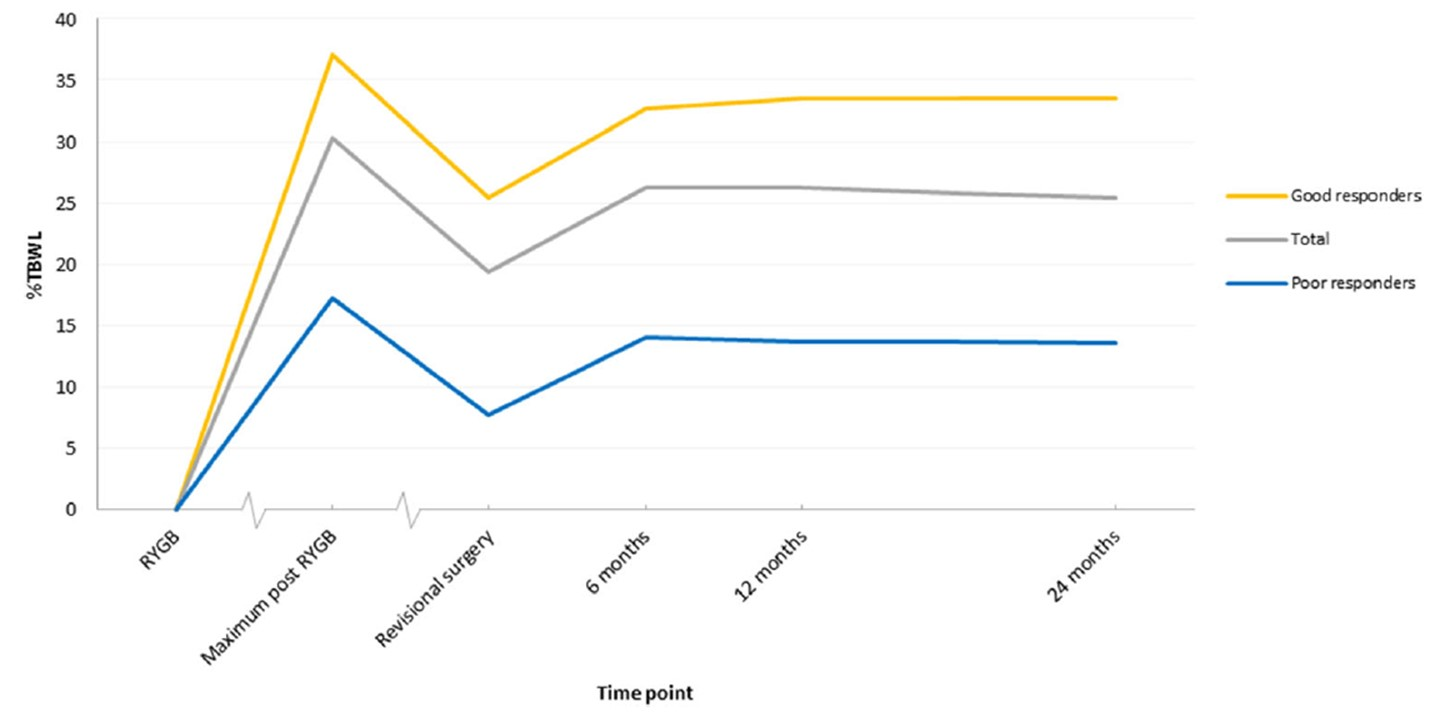 40
35
30
25
20
15
10
5
0
%TBWL
RYGB
Maximum post RYGB
Revisional surgery
6 months
12 months
24 months
Time point
Good responders
Total
Poor responders